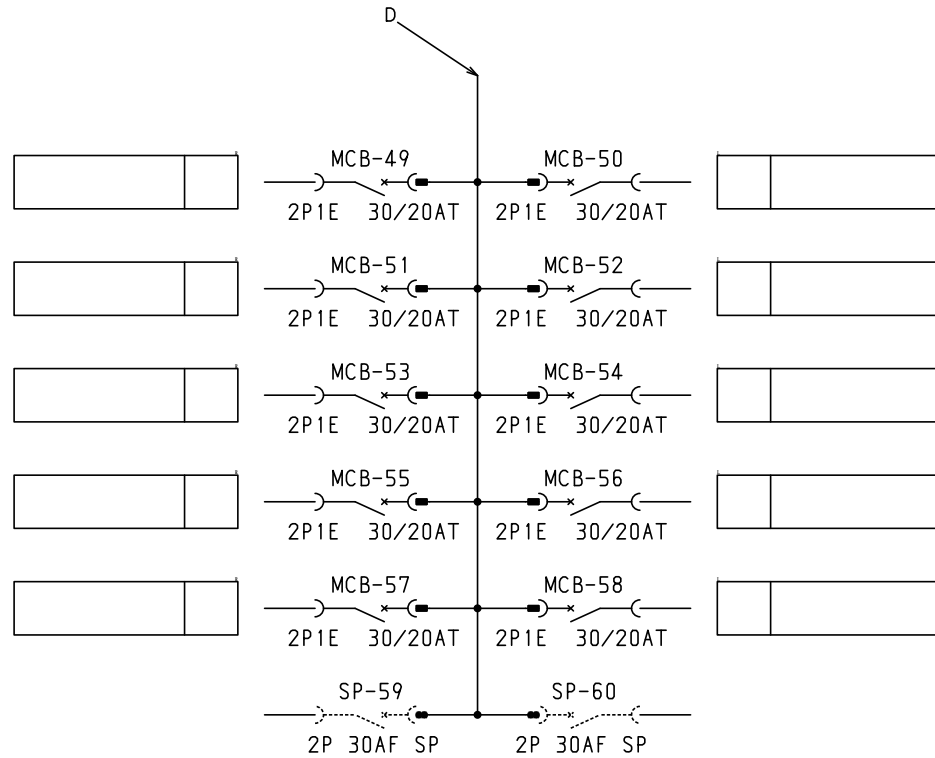 D
MCB-49 MCB-50
2P1E 30/20AT 2P1E 30/20AT
MCB-51 MCB-52
2P1E 30/20AT 2P1E 30/20AT
MCB-53 MCB-54
2P1E 30/20AT 2P1E 30/20AT
MCB-55 MCB-56
2P1E 30/20AT 2P1E 30/20AT
MCB-57 MCB-58
2P1E 30/20AT 2P1E 30/20AT
SP-59 SP-60
2P 30AF SP 2P 30AF SP